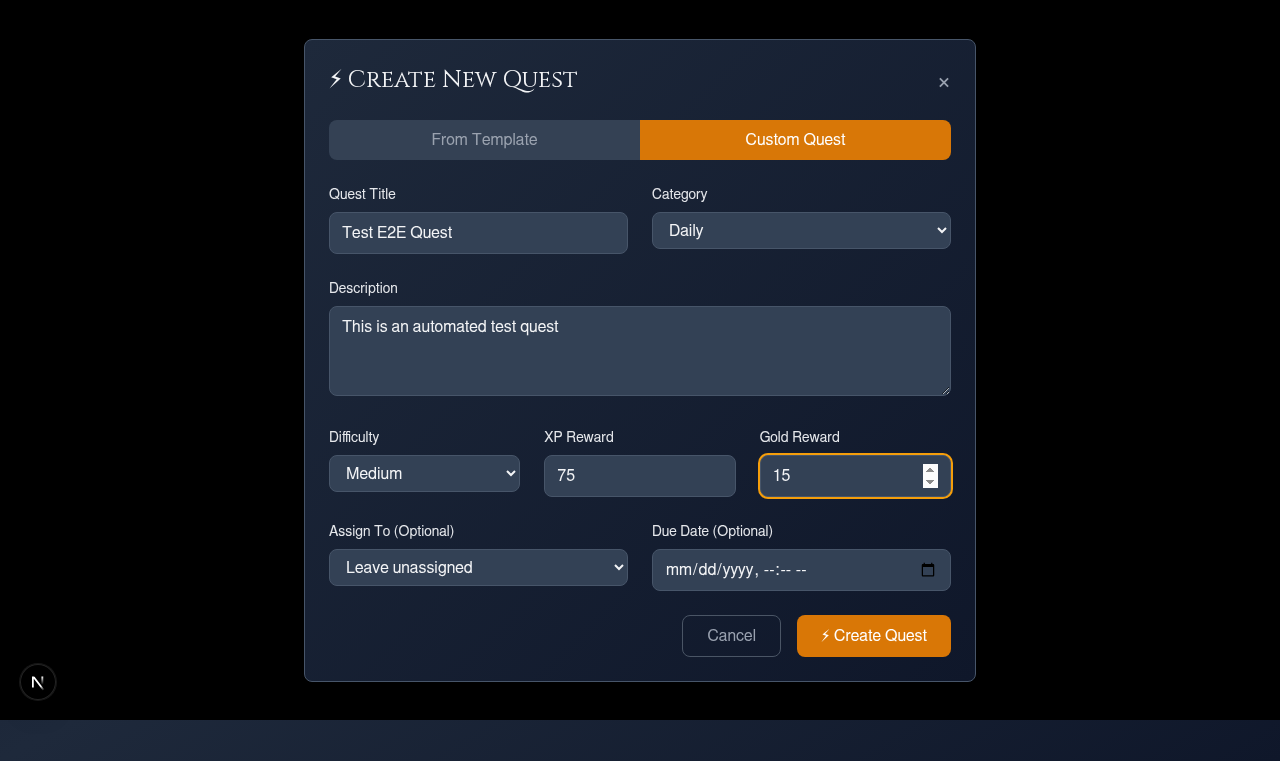 ⚡ Create New Quest
×
From Template Custom Quest
Quest Title Category
Test E2E Quest Daily
Description
This is an automated test quest
Difficulty XP Reward Gold Reward
Medium 75 15
Assign To (Optional) Due Date (Optional)
Leave unassigned mm/dd/yyyy, --:-- --
Cancel ⚡ Create Quest
N